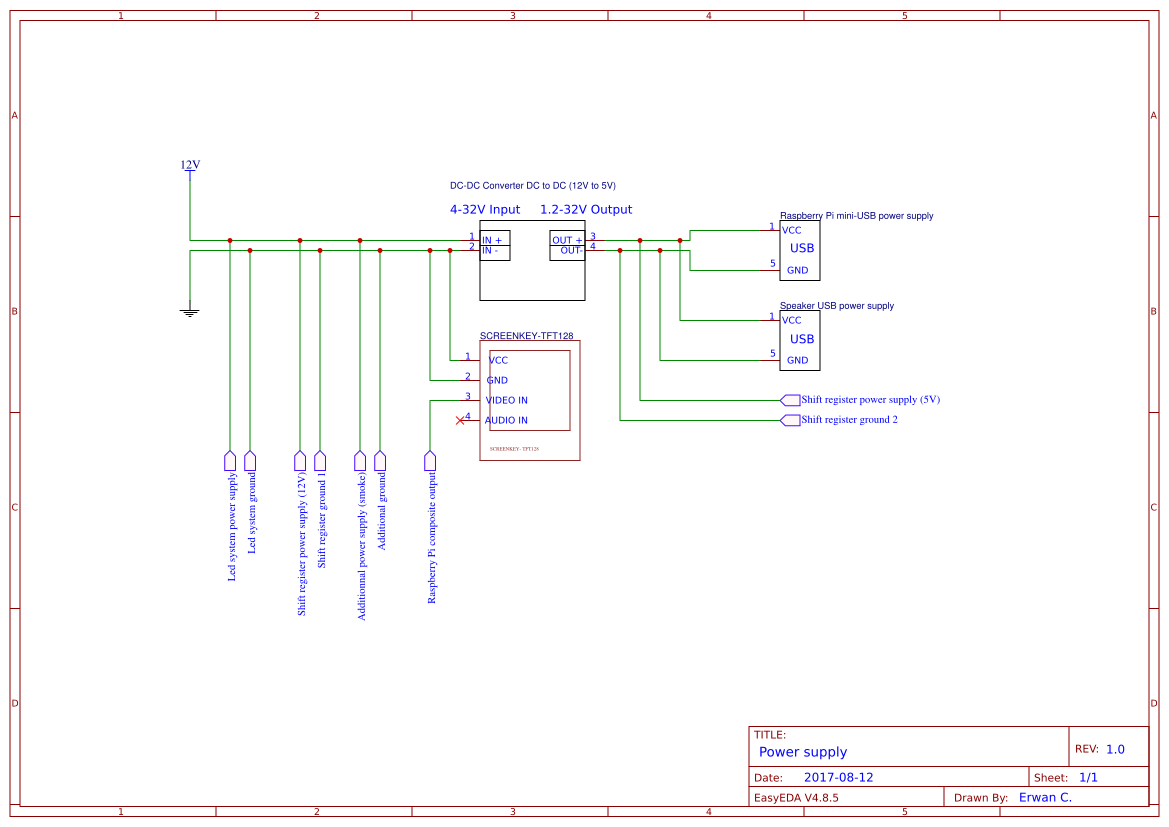 1 2 3 4 5
A A
12V
DC-DC Converter DC to DC (12V to 5V)
4-32V Input 1.2-32V Output
Raspberry Pi mini-USB power supply
1 IN + OUT + 3
2 IN - OUT- 4
1 VCC
USB
5 GND
Speaker USB power supply
B B
1 VCC
USB
5 GND
SCREENKEY-TFT128
1 VCC
2 GND
3 VIDEO IN
4 AUDIO IN
SCREENKEY-TFT128
Shift register power supply (5V)
Shift register ground 2
Led system power supply
Led system ground
Shift register power supply (12V)
Shift register ground 1
Additionnal power supply (smoke)
Additional ground
Raspberry Pi composite output
C C
D D
TITLE:
Power supply
REV: 1.0
Date: 2017-08-12
Sheet: 1/1
EasyEDA V4.8.5
Drawn By: Erwan C.
1 2 3 4 5